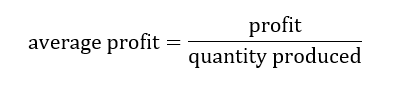 average profit = profit / quantity produced